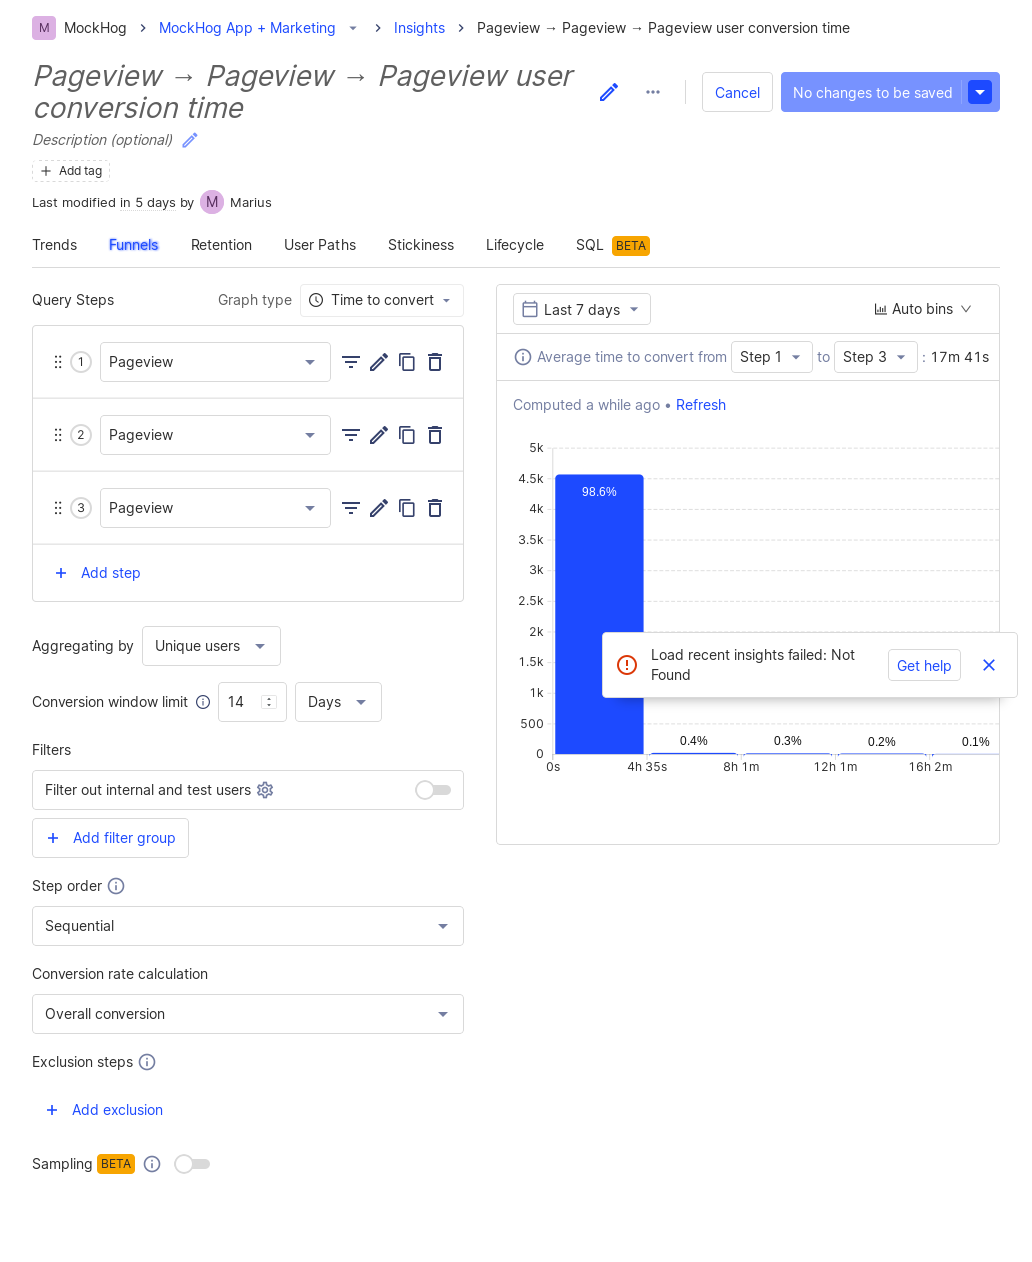 M MockHog MockHog App + Marketing Insights Pageview → Pageview → Pageview user conversion time
Pageview → Pageview → Pageview user
conversion time
Cancel No changes to be saved
Description (optional)
Add tag
Last modified in 5 days by M Marius
Trends Funnels Retention User Paths Stickiness Lifecycle SQL BETA
Query Steps Graph type Time to convert
1 Pageview
2 Pageview
3 Pageview
Add step
Aggregating by Unique users
Conversion window limit 14 Days
Filters
Filter out internal and test users
Add filter group
Step order
Sequential
Conversion rate calculation
Overall conversion
Exclusion steps
Add exclusion
Sampling BETA
Last 7 days Auto bins
Average time to convert from Step 1 to Step 3 : 17m 41s
Computed a while ago • Refresh
5k
4.5k
98.6%
4k
3.5k
3k
2.5k
2k
1.5k
1k
500
0
0.4% 0.3% 0.2% 0.1%
0s 4h 35s 8h 1m 12h 1m 16h 2m
Load recent insights failed: Not
Found
Get help